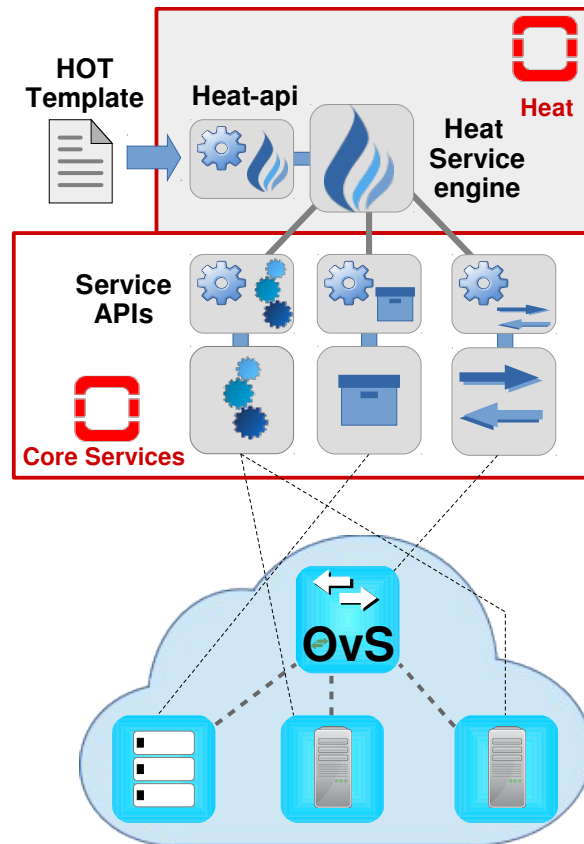 HOT
Template
Heat-api
Heat
Heat
Service
engine
Service
APIs
Core Services
OvS